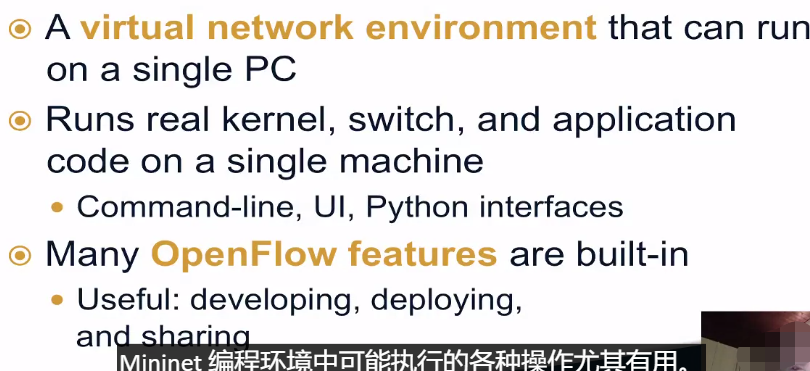 A virtual network environment that can run
on a single PC
Runs real kernel, switch, and application
code on a single machine
Command-line, UI, Python interfaces
Many OpenFlow features are built-in
Useful: developing, deploying,
and sharing
Mininet 编程环境中可能执行的各种操作尤其有用。